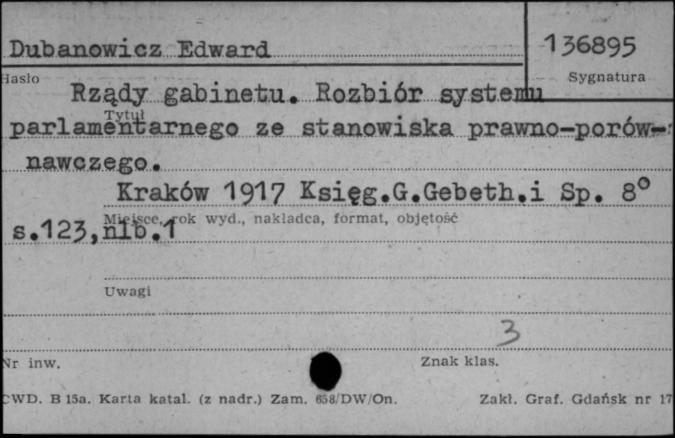 Dubanowicz Edward
136895
Hasło
Sygnatura
Rządy gabinetu. Rozbiór systemu
Tytuł
parlamentarnego ze stanowiska prawno-porów-
nawczego.
Kraków 1917 Księg.G.Gebeth.i Sp. 8°
Miejsce, rok wyd., nakładca, format, objętość
s.123,nlb.1
Uwagi
3
Nr inw.
Znak klas.
CWD. B 15a. Karta katal. (z nadr.) Zam. 658/DW/On.
Zakł. Graf. Gdańsk nr 17